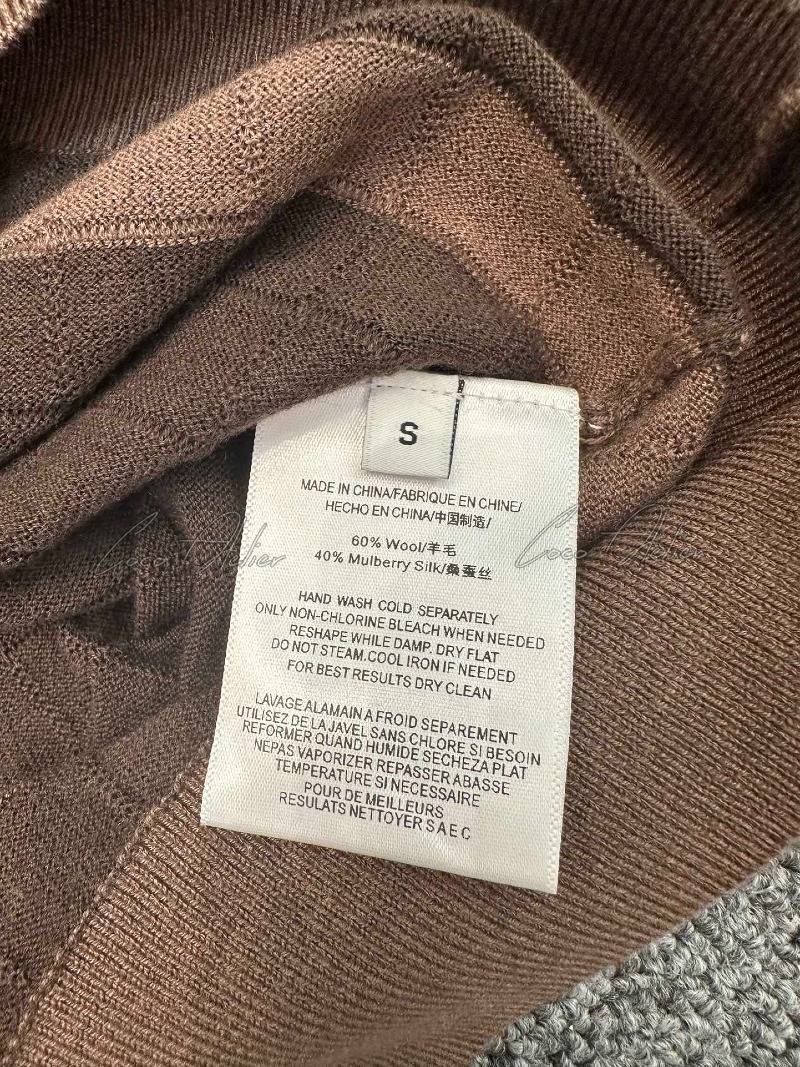 S
MADE IN CHINA/FABRIQUE EN CHINE/
HECHO EN CHINA/中国制造/
60% Wool/羊毛
40% Mulberry Silk/桑蚕丝
HAND WASH COLD SEPARATELY
ONLY NON-CHLORINE BLEACH WHEN NEEDED
RESHAPE WHILE DAMP. DRY FLAT
DO NOT STEAM.COOL IRON IF NEEDED
FOR BEST RESULTS DRY CLEAN
LAVAGE ALAMAIN A FROID SEPAREMENT
UTILISEZ DE LA JAVEL SANS CHLORE SI BESOIN
REFORMER QUAND HUMIDE SECHEZA PLAT
NEPAS VAPORIZER REPASSER ABASSE
TEMPERATURE SI NECESSAIRE
POUR DE MEILLEURS
RESULATS NETTOYER S A E C